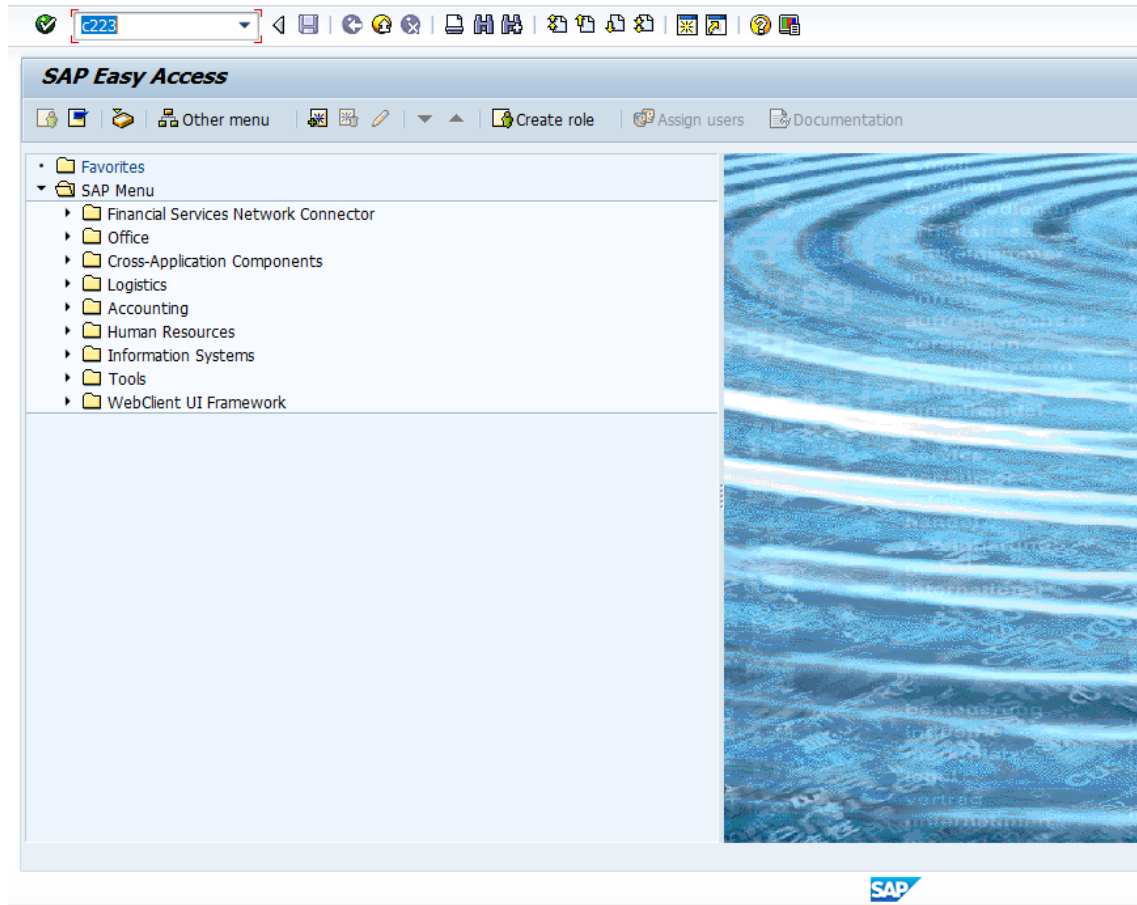 c223
SAP Easy Access
Other menu Create role Assign users Documentation
Favorites
SAP Menu
Financial Services Network Connector
Office
Cross-Application Components
Logistics
Accounting
Human Resources
Information Systems
Tools
WebClient UI Framework
vertrag
SAP